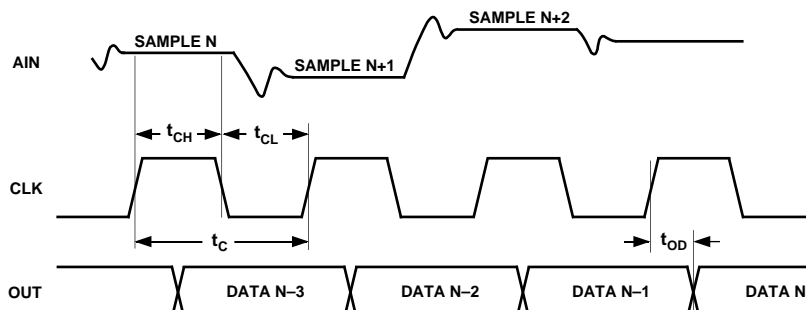 SAMPLE N+2
SAMPLE N
AIN
SAMPLE N+1
tCH
tCL
CLK
tC
tOD
OUT
DATA N–3
DATA N–2
DATA N–1
DATA N